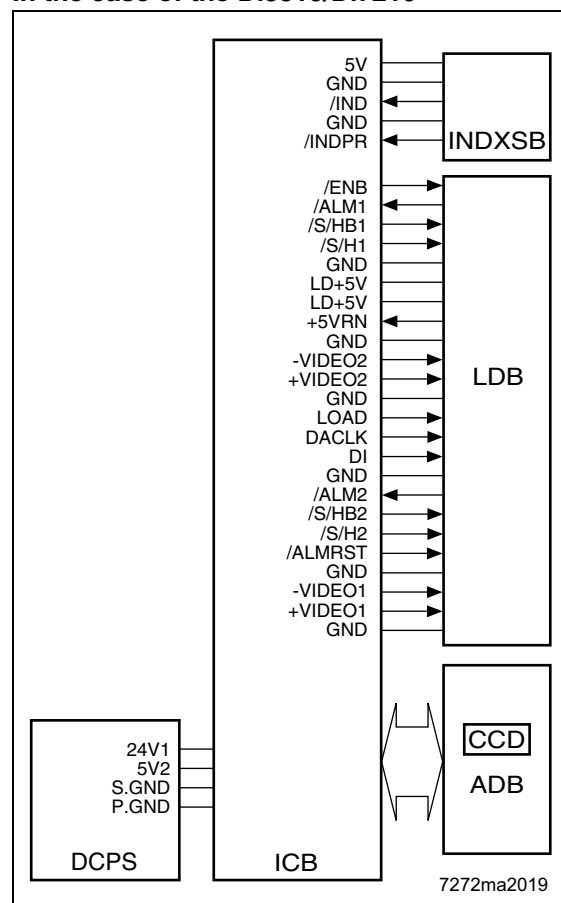 In the case of the
5V
GND
/IND
GND
/INDPR
INDXSB
/ENB
/ALM1
/S/HB1
/S/H1
GND
LD+5V
LD+5V
+5VRN
GND
-VIDEO2
+VIDEO2
GND
LOAD
DACLK
DI
GND
/ALM2
/S/HB2
/S/H2
/ALMRST
GND
-VIDEO1
+VIDEO1
GND
LDB
CCD
ADB
24V1
5V2
S.GND
P.GND
DCPS
ICB
7272ma2019